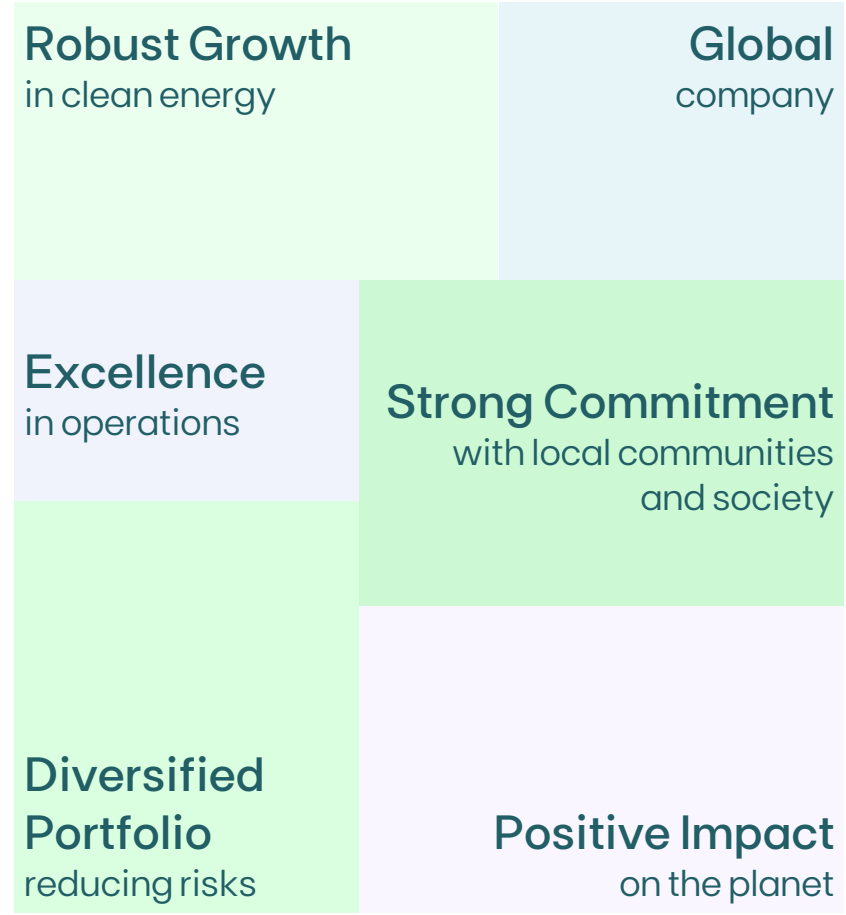 Robust Growth
in clean energy
Global
company
Excellence
in operations
Strong Commitment
with local communities
and society
Diversified
Portfolio
reducing risks
Positive Impact
on the planet